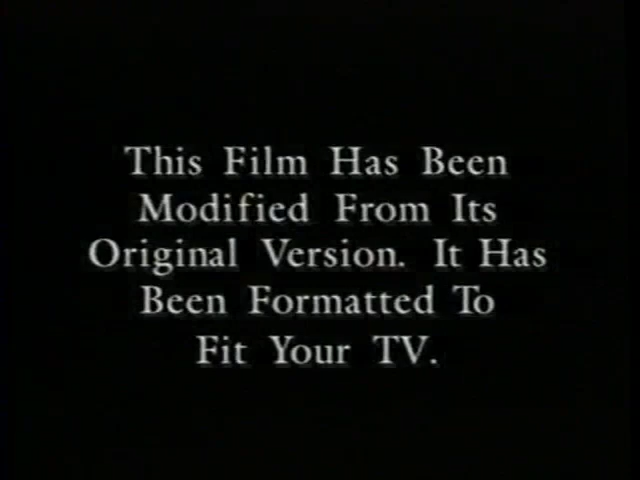 This Film Has Been
Modified From Its
Original Version. It Has
Been Formatted To
Fit Your TV.